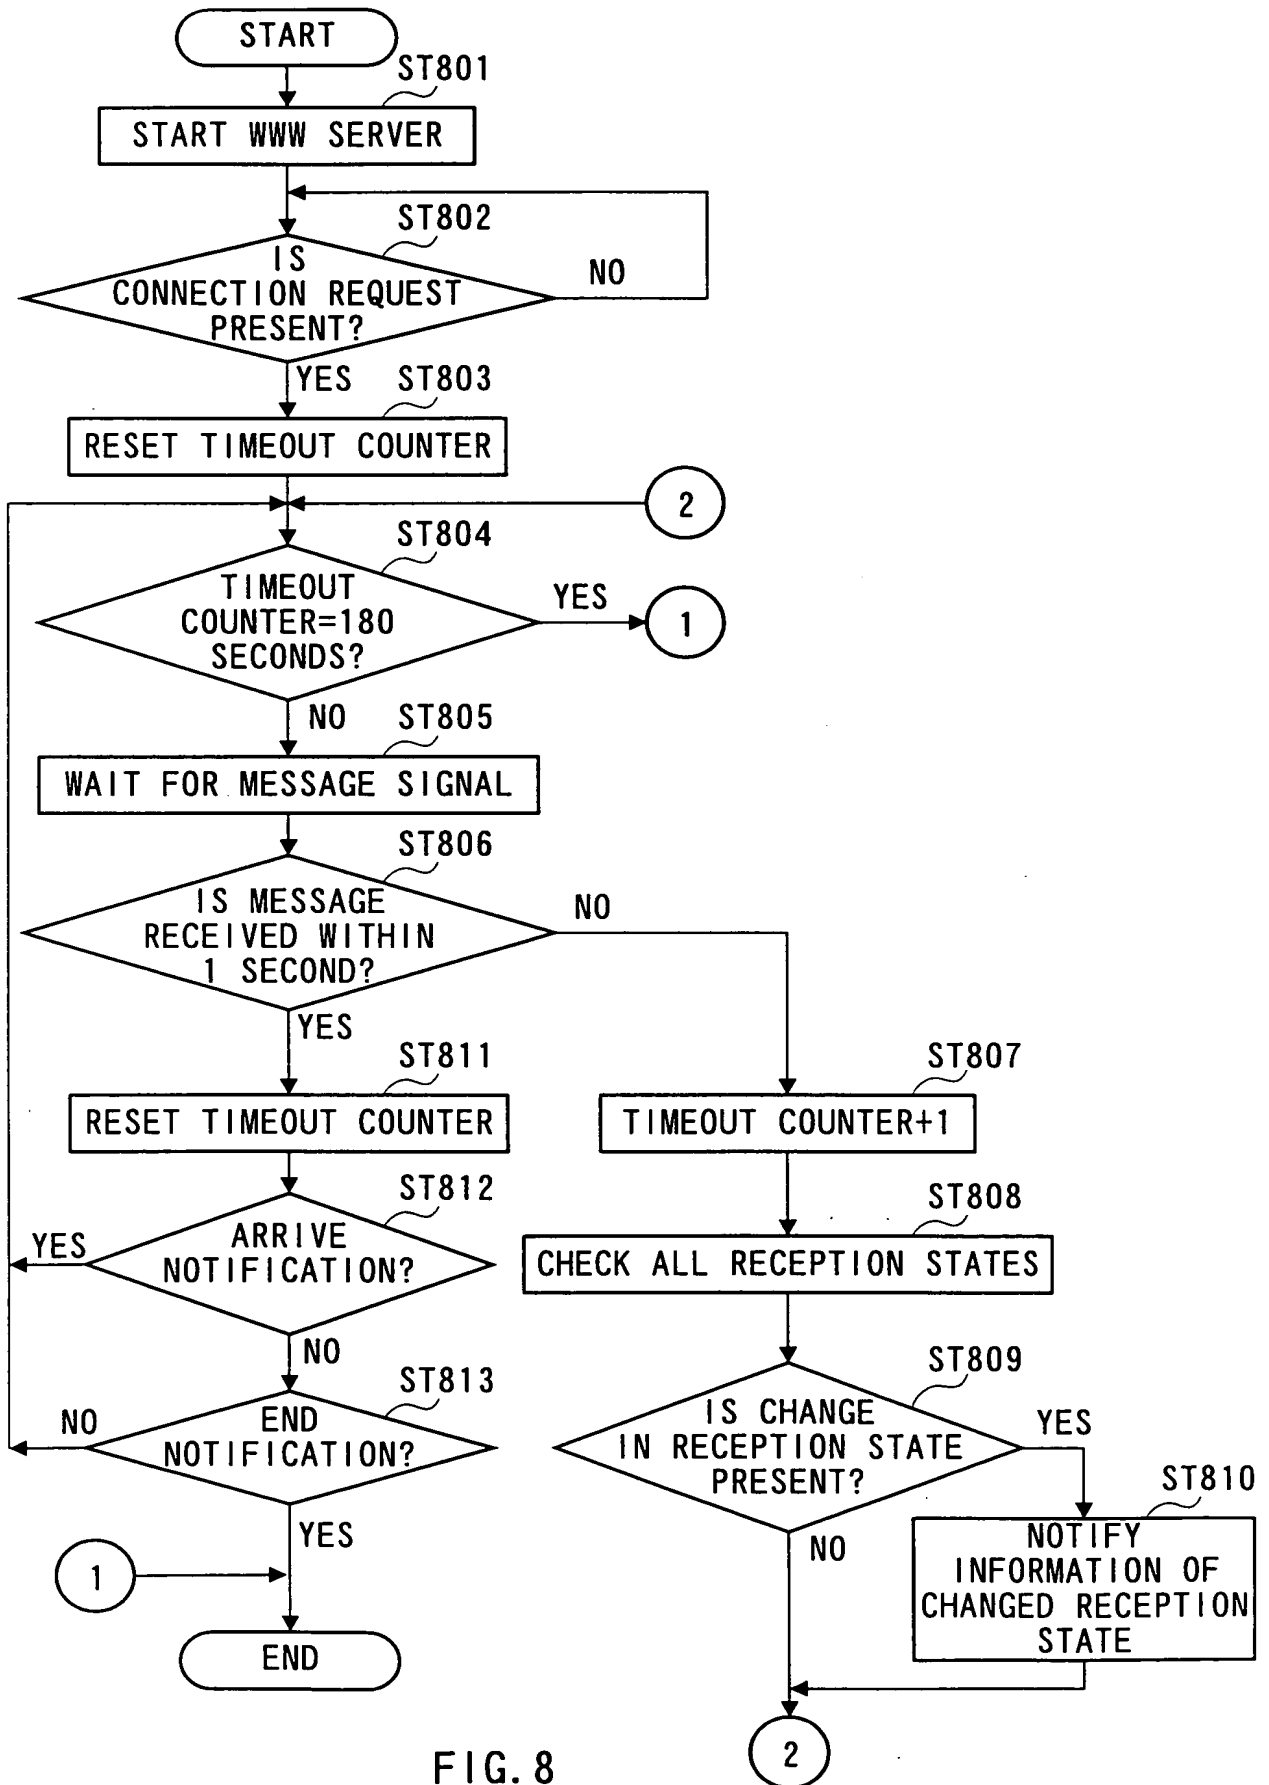 START
ST801
START WWW SERVER
ST802
IS
CONNECTION REQUEST
PRESENT?
NO
YES
ST803
RESET TIMEOUT COUNTER
2
ST804
TIMEOUT
COUNTER=180
SECONDS?
YES
1
NO
ST805
WAIT FOR MESSAGE SIGNAL
ST806
IS MESSAGE
RECEIVED WITHIN
1 SECOND?
NO
YES
ST811
RESET TIMEOUT COUNTER
ST807
TIMEOUT COUNTER+1
ST812
ARRIVE
NOTIFICATION?
YES
NO
ST808
CHECK ALL RECEPTION STATES
ST813
END
NOTIFICATION?
NO
YES
ST809
IS CHANGE
IN RECEPTION STATE
PRESENT?
YES
NO
ST810
NOTIFY
INFORMATION OF
CHANGED RECEPTION
STATE
1
END
2
FIG. 8